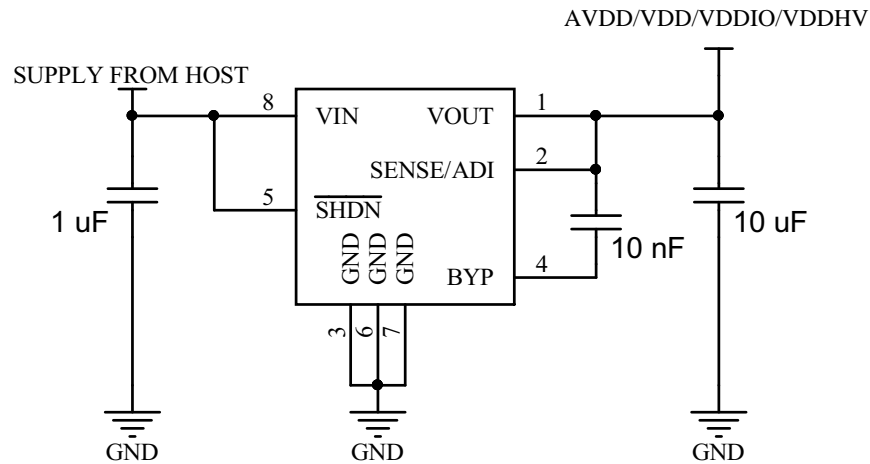 AVDD/VDD/VDDIO/VDDHV
SUPPLY FROM HOST
8
VIN
VOUT
1
SENSE/ADI
2
5
SHDN
1 uF
GND
GND
GND
BYP
4
10 nF
10 uF
3
6
7
GND
GND
GND